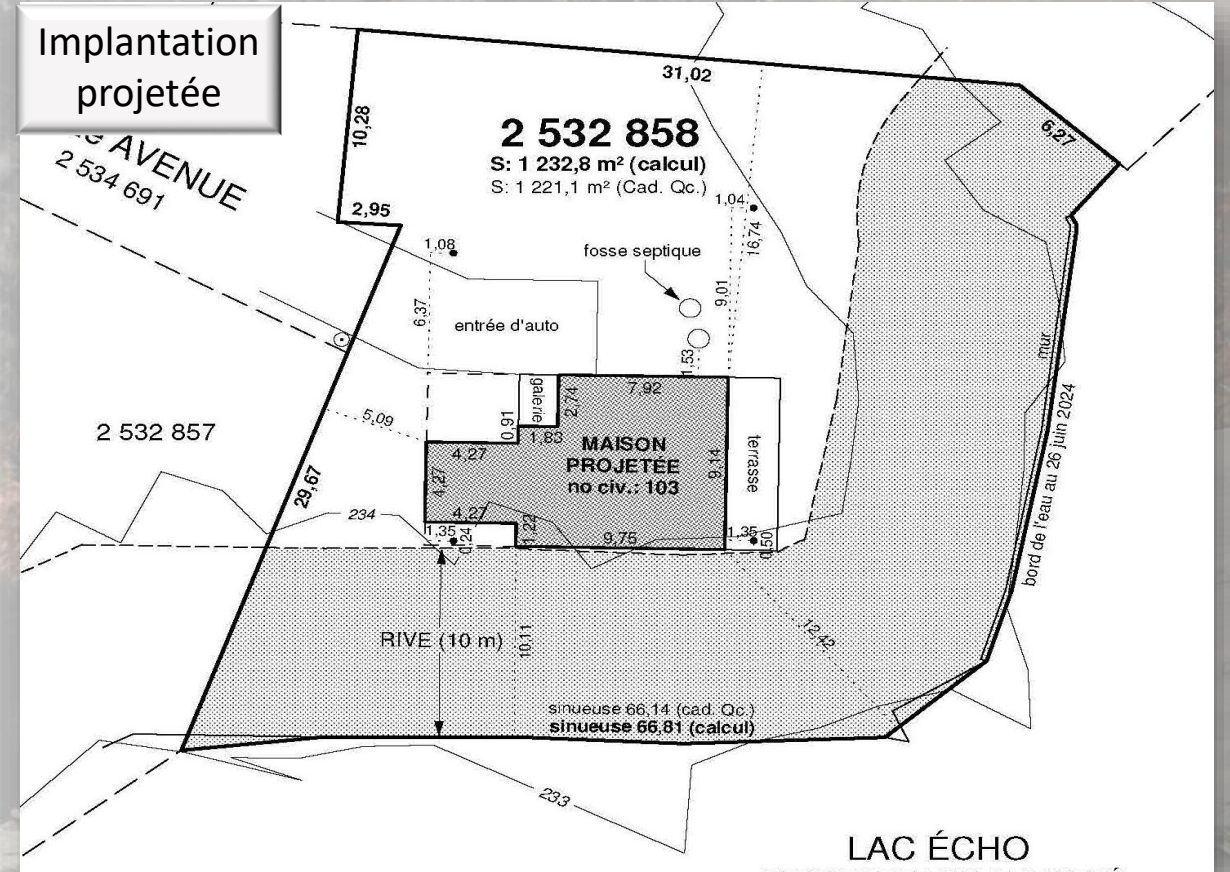 Implantation
projetée
AVENUE
2 534 691
10,28
2,95
31,02
6,27
2 532 858
S: 1 232,8 m² (calcul)
S: 1 221,1 m² (Cad. Qc.)
1,04
16,74
1,08
fosse septique
9,01
6,37
entrée d'auto
1,53
mur
galerie
7,92
2,74
5,09
0,91
1,83
2 532 857
4,27
MAISON
PROJETÉE
no civ.: 103
9,14
terrasse
bord de l'eau au 26 juin 2024
4,27
29,67
234
4,27
1,22
1,35
0,24
9,75
1,35
0,50
RIVE (10 m)
10,11
12,42
sinueuse 66,14 (cad. Qc.)
sinueuse 66,81 (calcul)
233
LAC ÉCHO